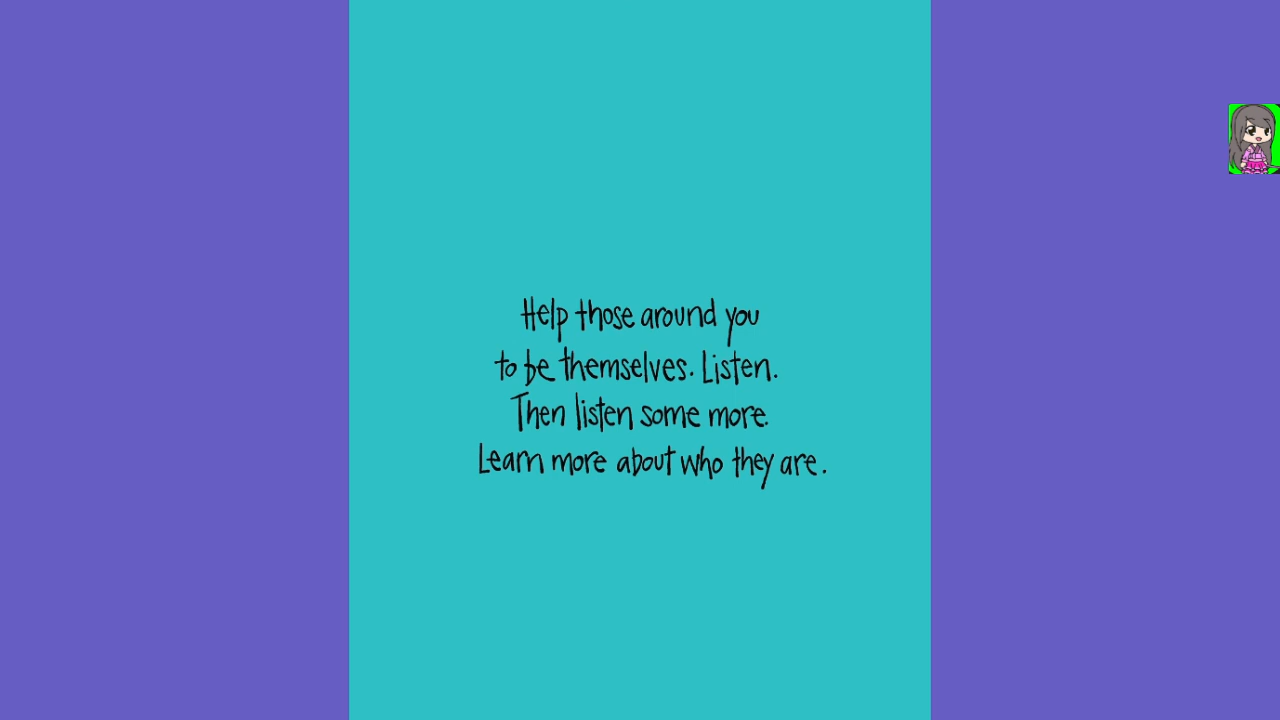 Help those around you
to be themselves. Listen.
Then listen some more.
Learn more about who they are.